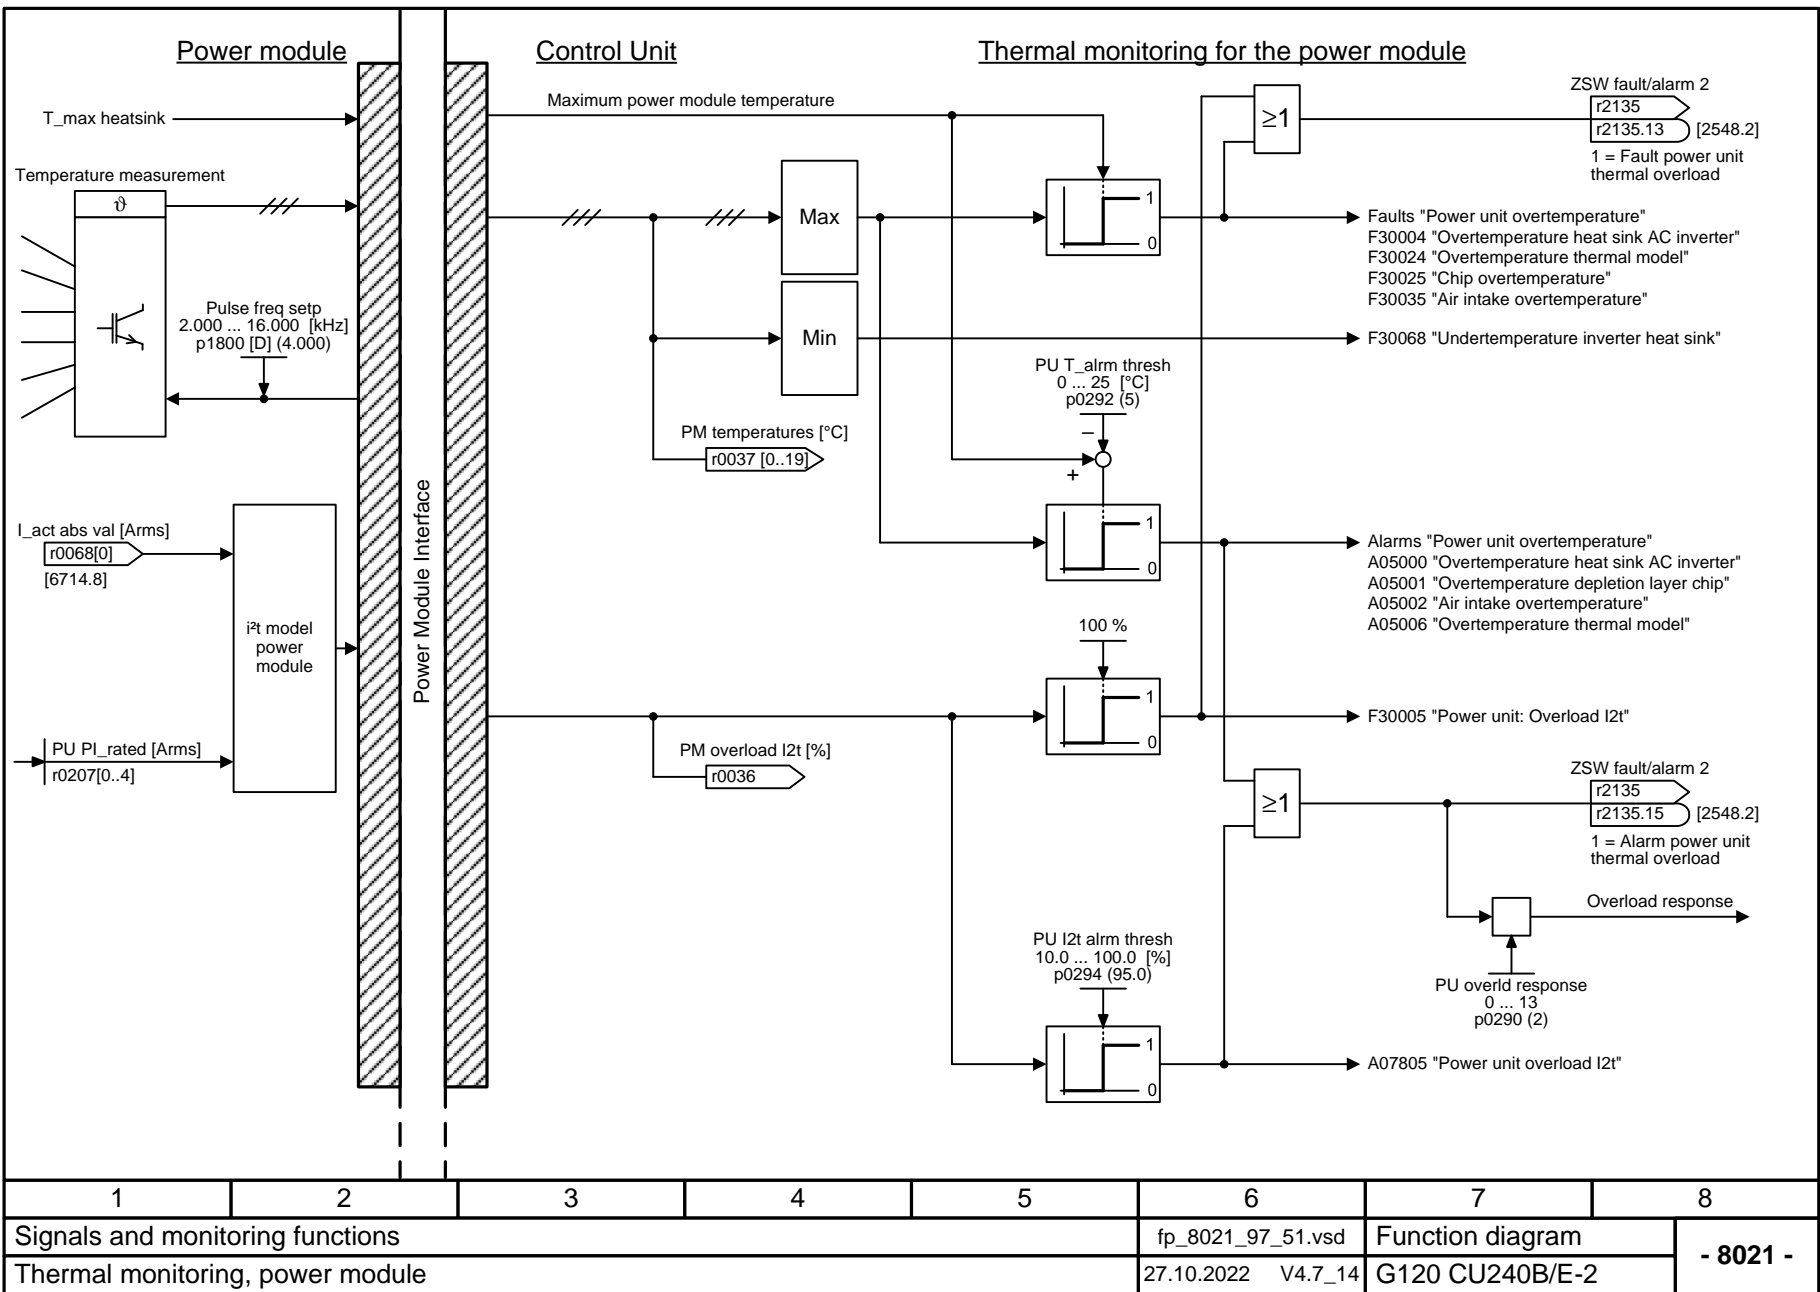 Power module
Control Unit
Thermal monitoring for the power module
T_max heatsink
Maximum power module temperature
ZSW fault/alarm 2
r2135
r2135.13
[2548.2]
1 = Fault power unit
thermal overload
≥1
Temperature measurement
ϑ
Max
1
0
Faults "Power unit overtemperature"
F30004 "Overtemperature heat sink AC inverter"
F30024 "Overtemperature thermal model"
F30025 "Chip overtemperature"
F30035 "Air intake overtemperature"
Pulse freq setp
2.000 ... 16.000 [kHz]
p1800 [D] (4.000)
Min
F30068 "Undertemperature inverter heat sink"
PU T_alrm thresh
0 ... 25 [°C]
p0292 (5)
–
+
PM temperatures [°C]
r0037 [0..19]
Power Module Interface
I_act abs val [Arms]
r0068[0]
[6714.8]
1
0
Alarms "Power unit overtemperature"
A05000 "Overtemperature heat sink AC inverter"
A05001 "Overtemperature depletion layer chip"
A05002 "Air intake overtemperature"
A05006 "Overtemperature thermal model"
i²t model
power
module
100 %
1
0
F30005 "Power unit: Overload I2t"
PU PI_rated [Arms]
r0207[0..4]
PM overload I2t [%]
r0036
≥1
ZSW fault/alarm 2
r2135
r2135.15
[2548.2]
1 = Alarm power unit
thermal overload
Overload response
PU I2t alrm thresh
10.0 ... 100.0 [%]
p0294 (95.0)
PU overld response
0 ... 13
p0290 (2)
1
0
A07805 "Power unit overload I2t"
1 2 3 4 5 6 7 8
Signals and monitoring functions
fp_8021_97_51.vsd
Function diagram
- 8021 -
Thermal monitoring, power module
27.10.2022 V4.7_14
G120 CU240B/E-2